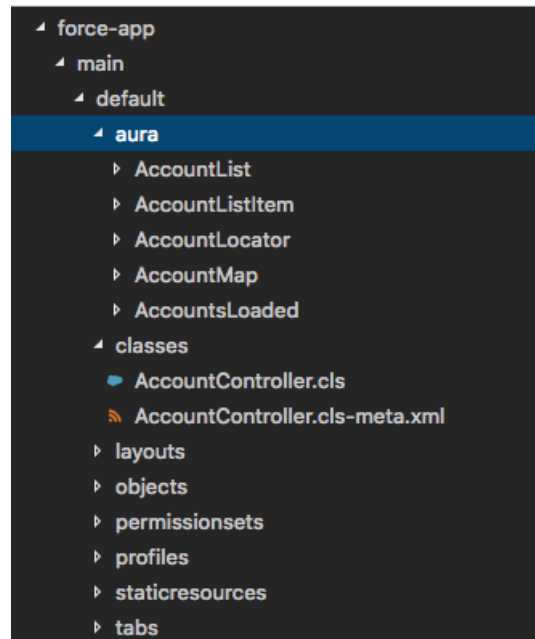 force-app
main
default
aura
AccountList
AccountListItem
AccountLocator
AccountMap
AccountsLoaded
classes
AccountController.cls
AccountController.cls-meta.xml
layouts
objects
permissionsets
profiles
staticresources
tabs